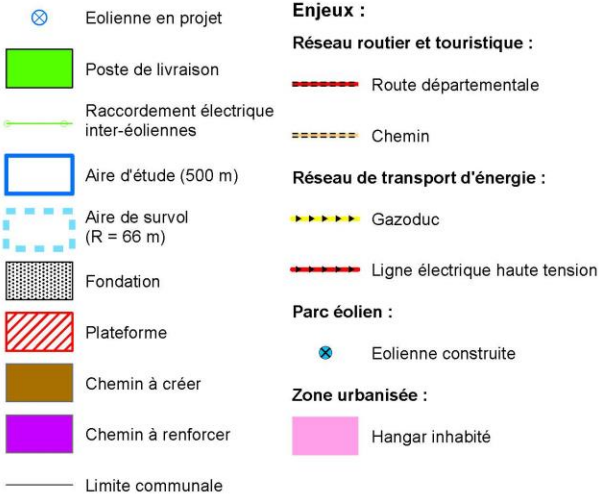 Eolienne en projet
Poste de livraison
Raccordement électrique
inter-éoliennes
Aire d'étude (500 m)
Aire de survol
(R = 66 m)
Fondation
Plateforme
Chemin à créer
Chemin à renforcer
Limite communale
Enjeux :
Réseau routier et touristique :
Route départementale
Chemin
Réseau de transport d'énergie :
Gazoduc
Ligne électrique haute tension
Parc éolien :
Eolienne construite
Zone urbanisée :
Hangar inhabité